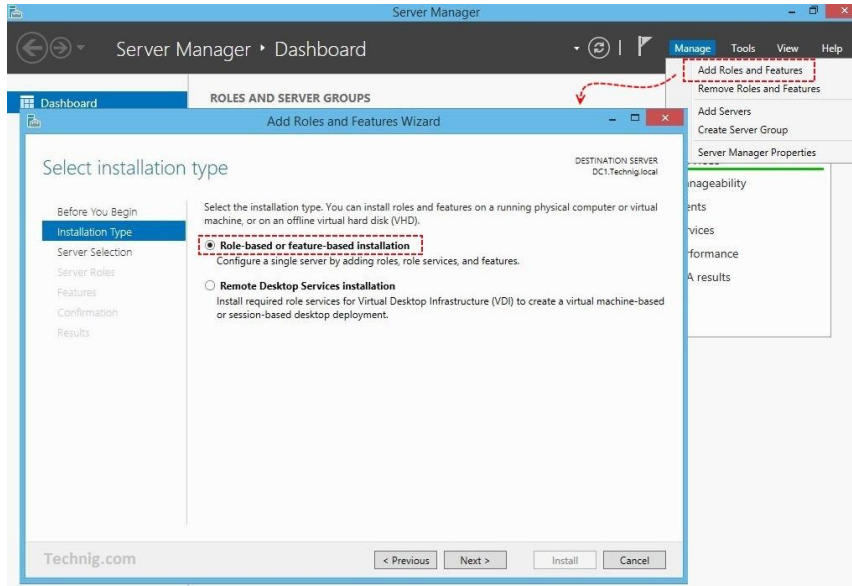 Server Manager
Server Manager • Dashboard
Manage Tools View Help
Add Roles and Features
Remove Roles and Features
Add Servers
Create Server Group
Server Manager Properties
Dashboard
ROLES AND SERVER GROUPS
Add Roles and Features Wizard
Select installation type
DESTINATION SERVER
DC1.Technig.local
Before You Begin
Installation Type
Server Selection
Server Roles
Features
Confirmation
Results
Select the installation type. You can install roles and features on a running physical computer or virtual
machine, or on an offline virtual hard disk (VHD).
Role-based or feature-based installation
Configure a single server by adding roles, role services, and features.
Remote Desktop Services installation
Install required role services for Virtual Desktop Infrastructure (VDI) to create a virtual machine-based
or session-based desktop deployment.
nageability
ents
vices
formance
A results
Technig.com
< Previous Next > Install Cancel